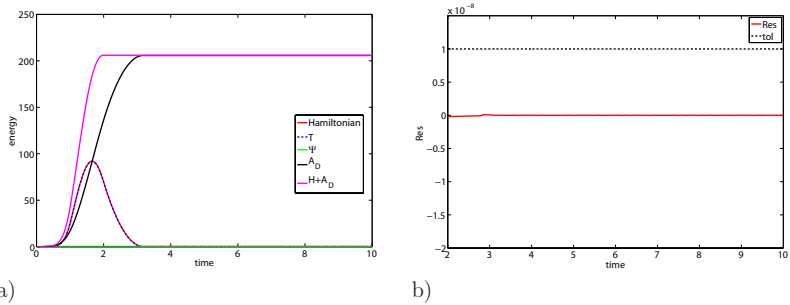 250
200
150
100
50
0
energy
0 2 4 6 8 10
time
Hamiltonian
T
Ψ
A_D
H+A_D
a)
x 10^-8
1
0.5
0
−0.5
−1
−1.5
−2
Res
2 3 4 5 6 7 8 9 10
time
Res
tol
b)